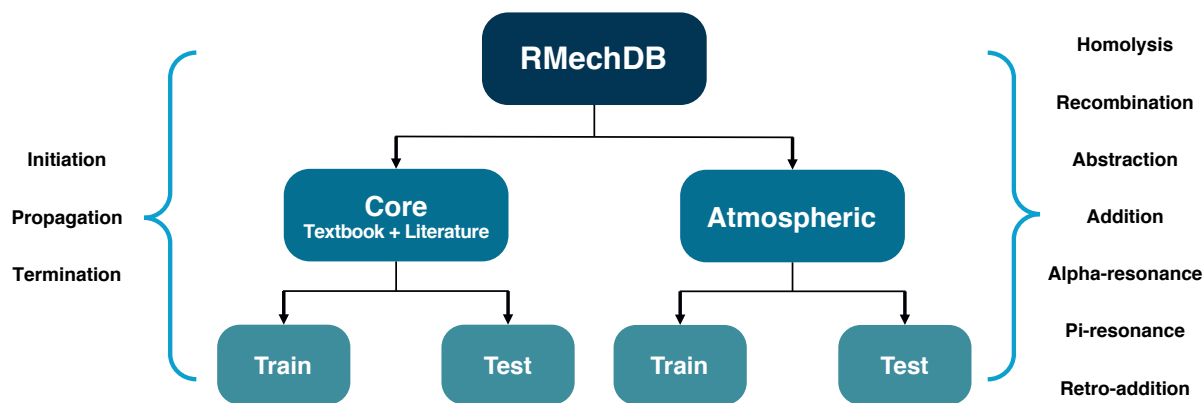 RMechDB
Initiation
Propagation
Termination
Core
Textbook + Literature
Atmospheric
Train
Test
Train
Test
Homolysis
Recombination
Abstraction
Addition
Alpha-resonance
Pi-resonance
Retro-addition